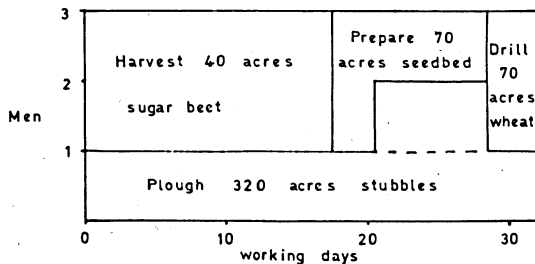 3
Harvest 40 acres
sugar beet
Prepare 70
acres seedbed
Drill
70
acres
wheat
2
Men
1
Plough 320 acres stubbles
0
0
10
20
30
working days